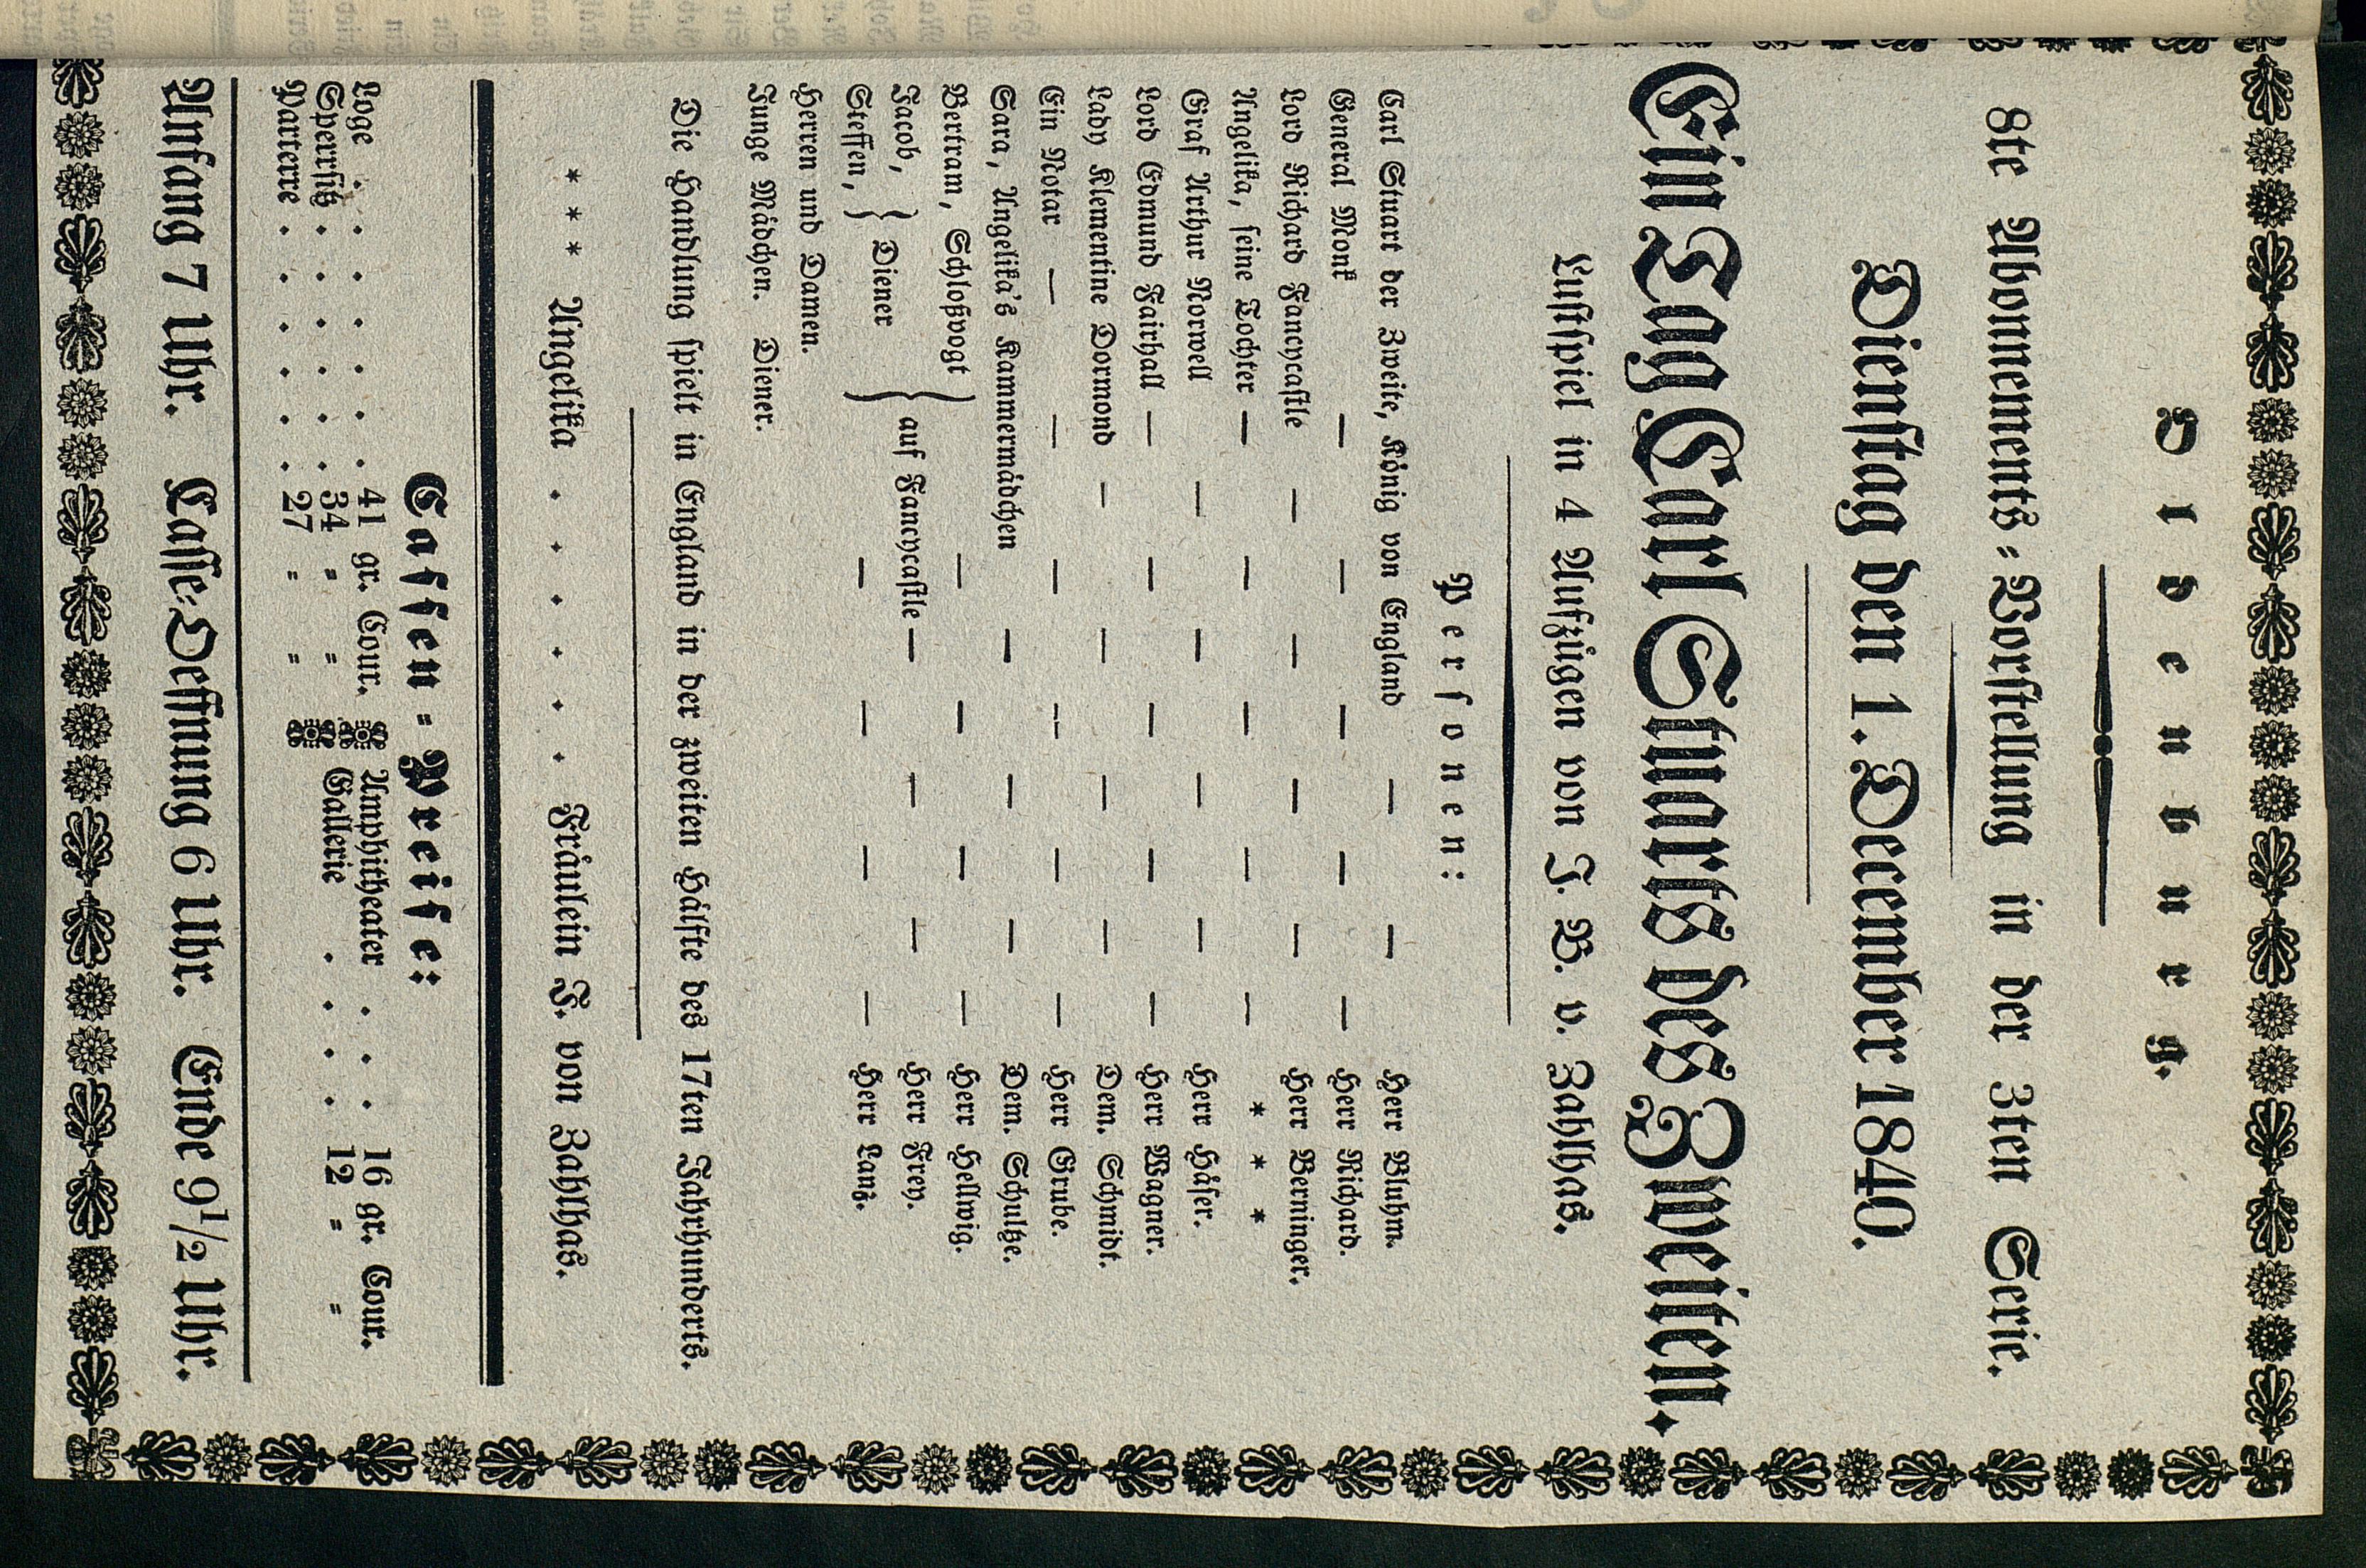 Oldenburg.
8te Abonnements-Vorstellung in der 3ten Serie.
Dienstag den 1. December 1840.
Ein Tag Carl Stuarts des Zweiten.
Lustspiel in 4 Aufzügen von J. B. v. Zahlhas.
Personen:
Carl Stuart der Zweite, König von England — — Herr Bluhm.
General Monk — — — — — Herr Richard.
Lord Richard Fancycastle — — — — Herr Berninger.
Angelika, seine Tochter — — — — — * * *
Graf Arthur Norwell — — — — Herr Häser.
Lord Edmund Fairhall — — — — — Herr Wagner.
Lady Klementine Dormond — — — — Dem. Schmidt.
Ein Notar — — — — — — Herr Grube.
Sara, Angelika's Kammermädchen — — — Dem. Schultze.
Bertram, Schloßvogt } auf Fancycastle — — — — Herr Hellwig.
Jacob, } Diener — — — Herr Frey.
Steffen, — — — — Herr Lanz.
Herren und Damen.
Junge Mädchen. Diener.
Die Handlung spielt in England in der zweiten Hälfte des 17ten Jahrhunderts.
* * * Angelika . . . . . . Fräulein T. von Zahlhas.
Cassen-Preise:
Loge . . . . . . . 41 gr. Cour. Amphitheater . . . 16 gr. Cour.
Sperrsitz . . . . . . 34 " " Gallerie . . . . 12 " "
Parterre . . . . . . 27 " "
Anfang 7 Uhr. Casse-Oeffnung 6 Uhr. Ende 9 1/2 Uhr.